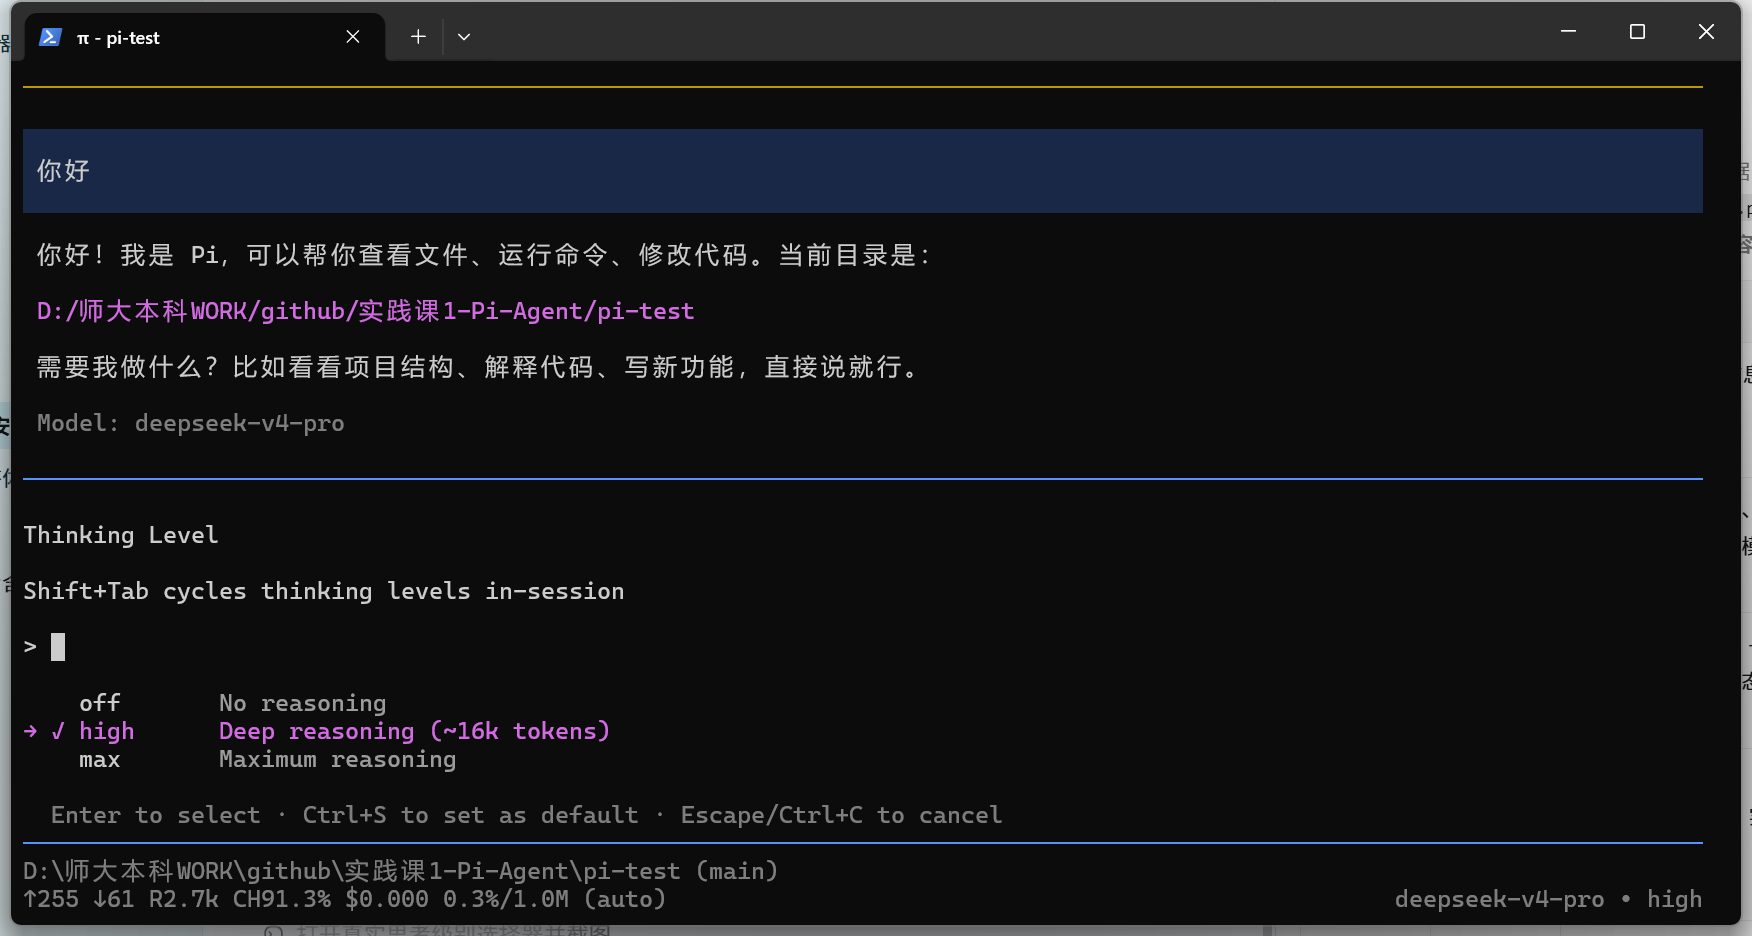 π - pi-test
你好
你好！我是 Pi，可以帮你查看文件、运行命令、修改代码。当前目录是：
D:/师大本科WORK/github/实践课1-Pi-Agent/pi-test
需要我做什么？比如看看项目结构、解释代码、写新功能，直接说就行。
Model: deepseek-v4-pro
Thinking Level
Shift+Tab cycles thinking levels in-session
>
off No reasoning
→ ✓ high Deep reasoning (~16k tokens)
max Maximum reasoning
Enter to select · Ctrl+S to set as default · Escape/Ctrl+C to cancel
D:\师大本科WORK\github\实践课1-Pi-Agent\pi-test (main)
↑255 ↓61 R2.7k CH91.3% $0.000 0.3%/1.0M (auto) deepseek-v4-pro • high